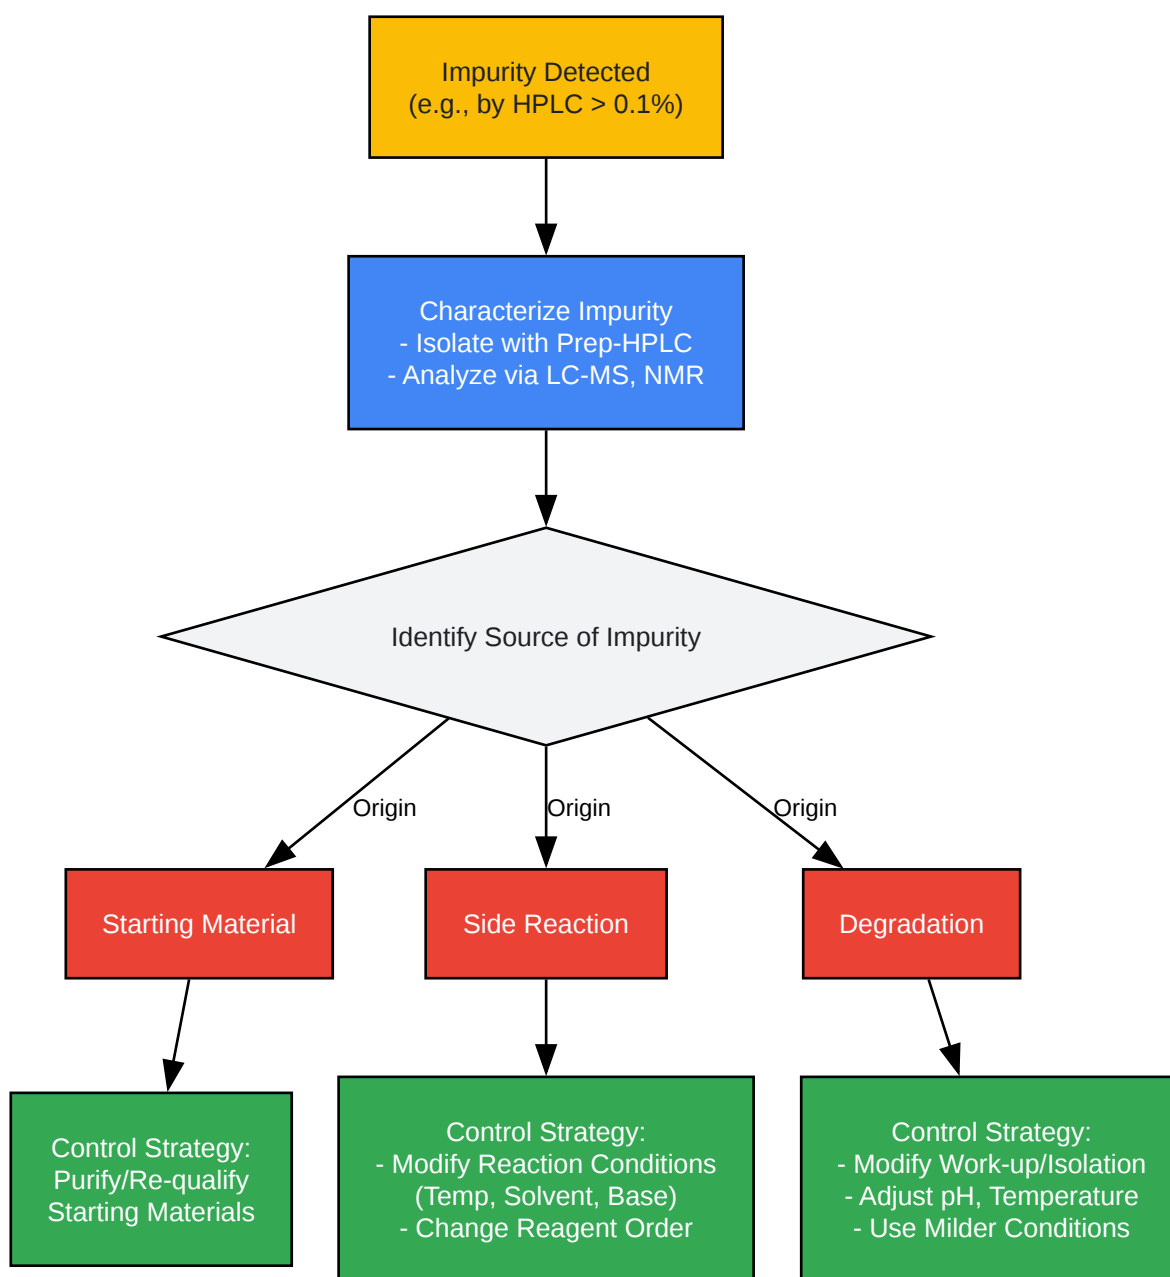 Impurity Detected
(e.g., by HPLC > 0.1%)
Characterize Impurity
- Isolate with Prep-HPLC
- Analyze via LC-MS, NMR
Identify Source of Impurity
Origin
Origin
Origin
Starting Material
Side Reaction
Degradation
Control Strategy:
Purify/Re-qualify
Starting Materials
Control Strategy:
- Modify Reaction Conditions
(Temp, Solvent, Base)
- Change Reagent Order
Control Strategy:
- Modify Work-up/Isolation
- Adjust pH, Temperature
- Use Milder Conditions